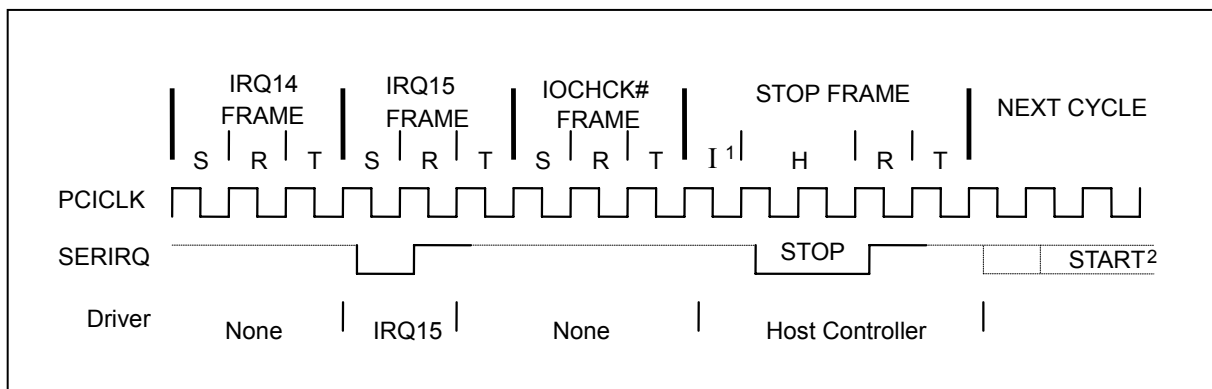 IRQ14 FRAME
IRQ15 FRAME
IOCHCK# FRAME
STOP FRAME
NEXT CYCLE
S R T S R T S R T I 1 H R T
PCICLK
SERIRQ STOP START2
Driver None IRQ15 None Host Controller